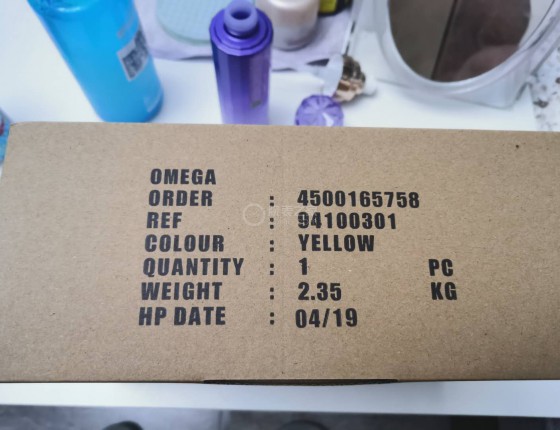 OMEGA
ORDER : 4500165758
REF : 94100301
COLOUR : YELLOW
QUANTITY : 1 PC
WEIGHT : 2.35 KG
HP DATE : 04/19